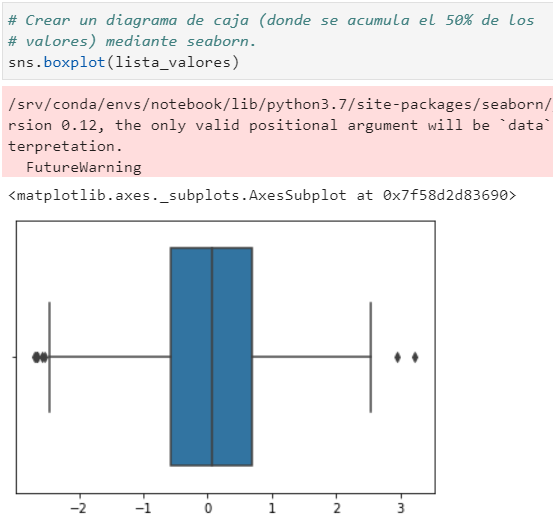 # Crear un diagrama de caja (donde se acumula el 50% de los
# valores) mediante seaborn.
sns.boxplot(lista_valores)
/srv/conda/envs/notebook/lib/python3.7/site-packages/seaborn/
rsion 0.12, the only valid positional argument will be `data`
terpretation.
FutureWarning
<matplotlib.axes._subplots.AxesSubplot at 0x7f58d2d83690>
−2 −1 0 1 2 3